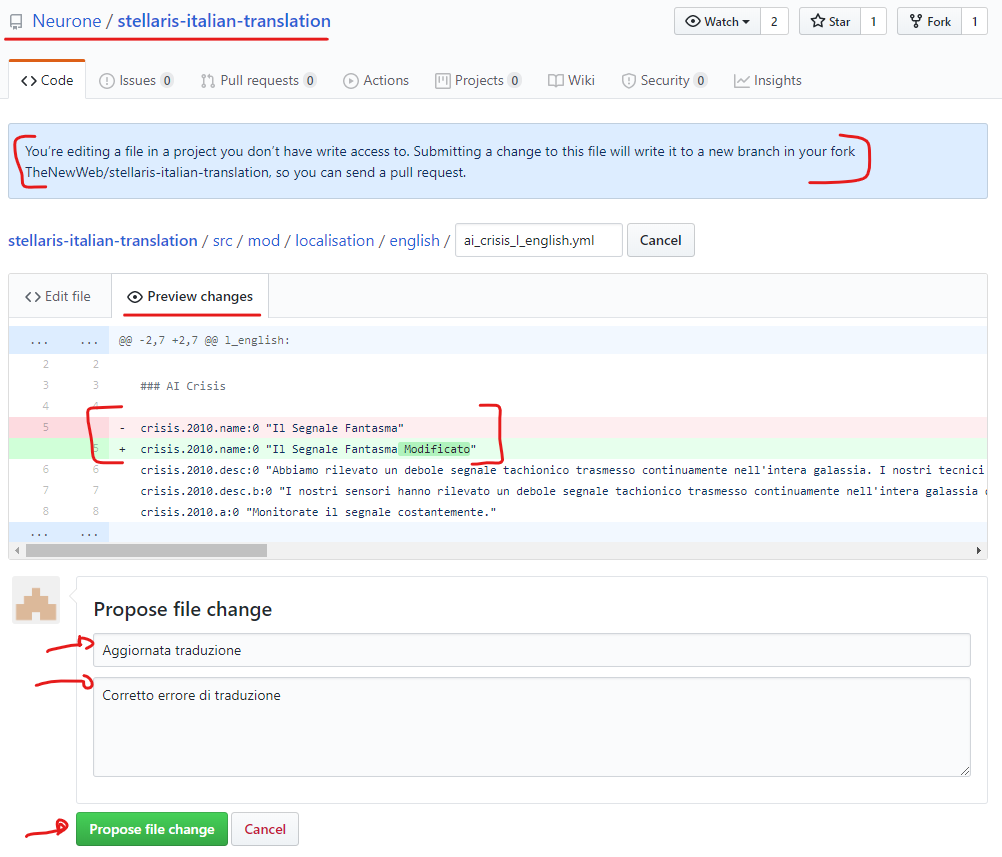 Neurone / stellaris-italian-translation
Watch 2 Star 1 Fork 1
Code Issues 0 Pull requests 0 Actions Projects 0 Wiki Security 0 Insights
You're editing a file in a project you don't have write access to. Submitting a change to this file will write it to a new branch in your fork
TheNewWeb/stellaris-italian-translation, so you can send a pull request.
stellaris-italian-translation / src / mod / localisation / english / ai_crisis_l_english.yml Cancel
Edit file Preview changes
... ... @@ -2,7 +2,7 @@ l_english:
2 2
3 3 ### AI Crisis
4 4
5 - crisis.2010.name:0 "Il Segnale Fantasma"
5 + crisis.2010.name:0 "Il Segnale Fantasma Modificato"
6 6 crisis.2010.desc:0 "Abbiamo rilevato un debole segnale tachionico trasmesso continuamente nell'intera galassia. I nostri tecnici
7 7 crisis.2010.desc.b:0 "I nostri sensori hanno rilevato un debole segnale tachionico trasmesso continuamente nell'intera galassia
8 8 crisis.2010.a:0 "Monitorate il segnale costantemente."
... ...
Propose file change
Aggiornata traduzione
Corretto errore di traduzione
Propose file change Cancel